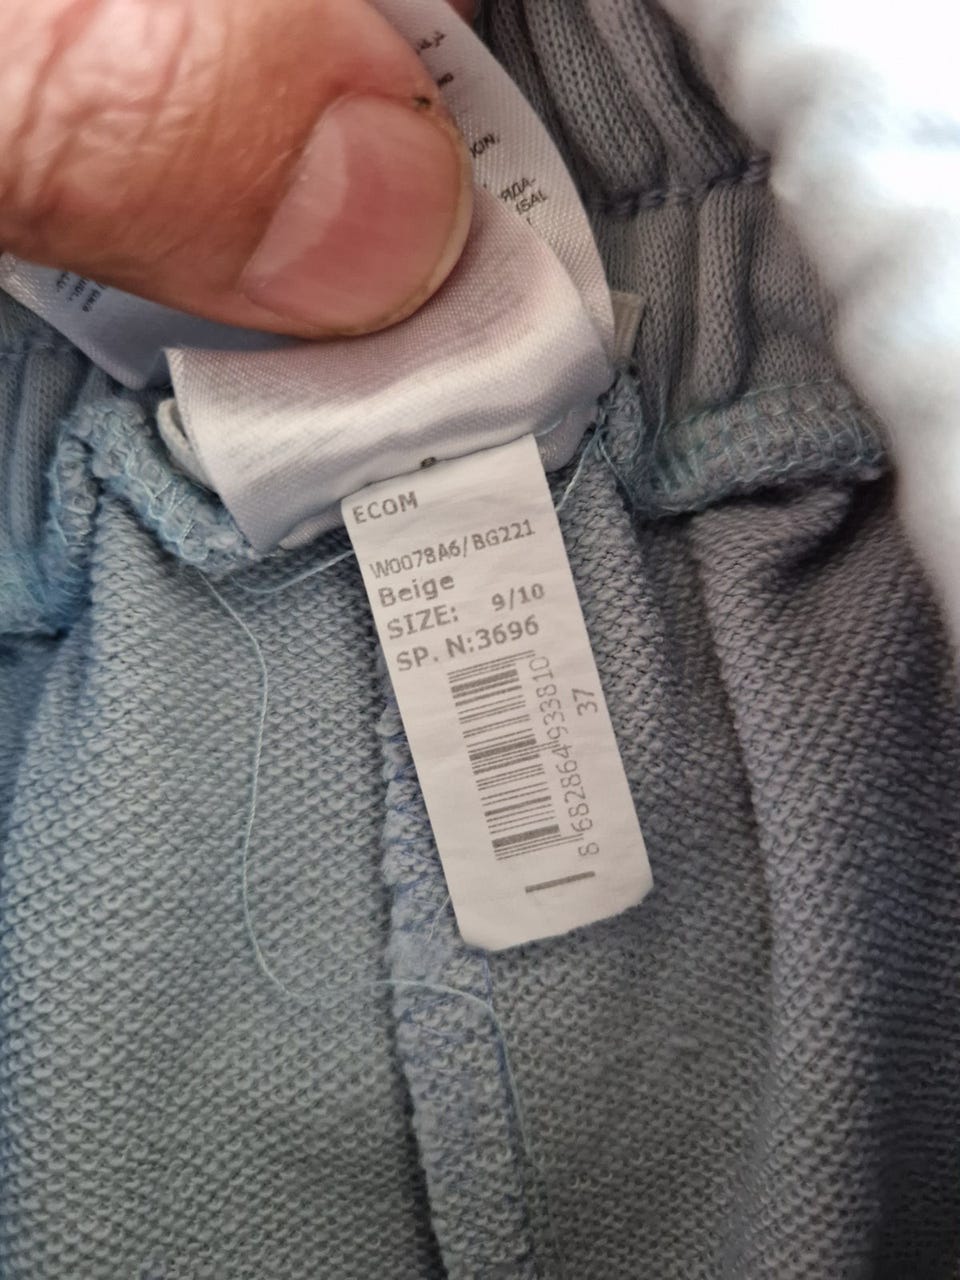 ECOM
W0078A6/BG221
Beige
SIZE: 9/10
SP. N:3696
8 682864 933810
37